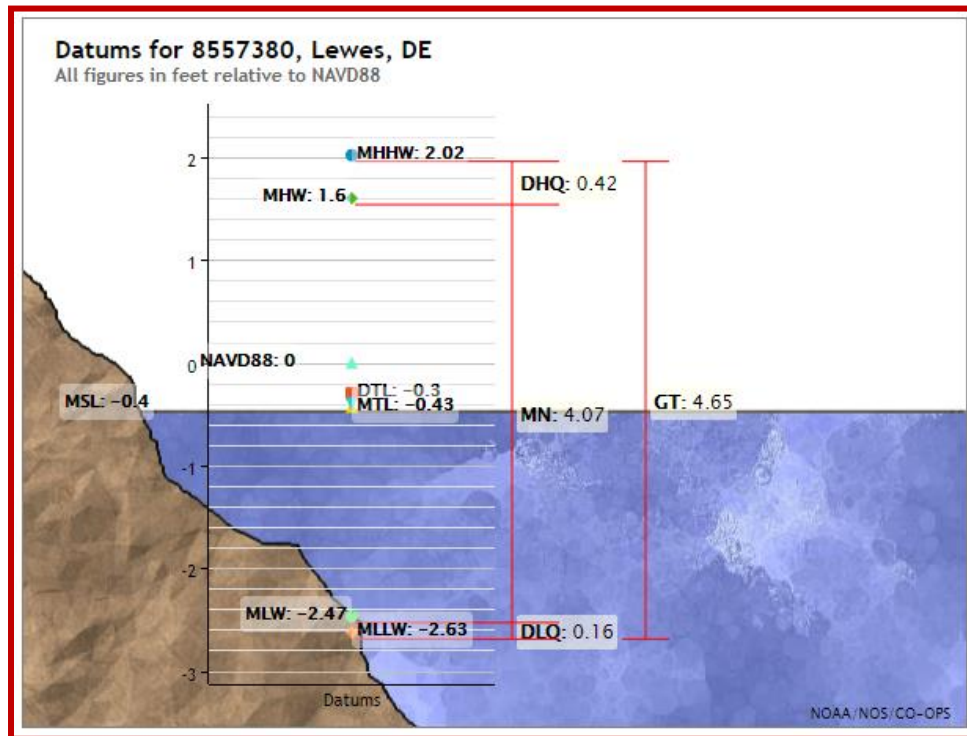 Datums for 8557380, Lewes, DE
All figures in feet relative to NAVD88
MHHW: 2.02
2
DHQ: 0.42
MHW: 1.6
1
0
NAVD88: 0
DTL: −0.3
MSL: −0.4
MTL: −0.43
MN: 4.07
GT: 4.65
-1
-2
MLW: −2.47
MLLW: −2.63
DLQ: 0.16
-3
Datums
NOAA/NOS/CO-OPS